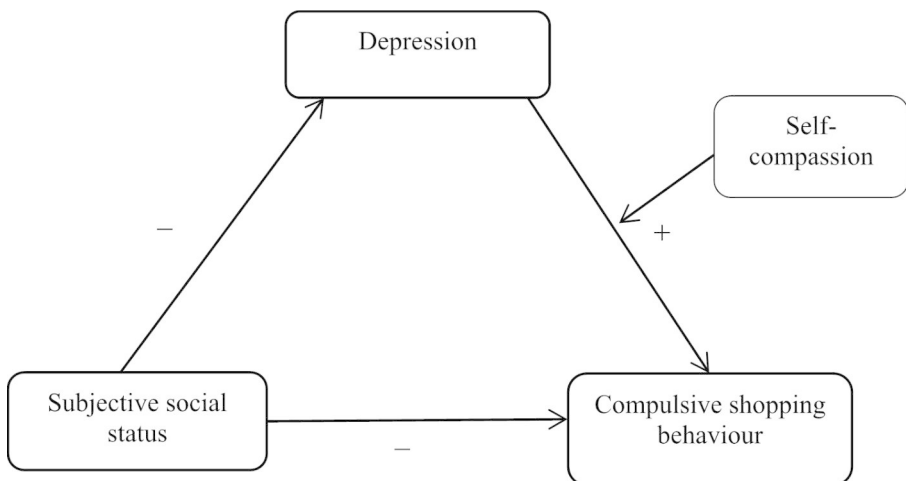 Depression
Self-
compassion
–
+
Subjective social
status
Compulsive shopping
behaviour
–